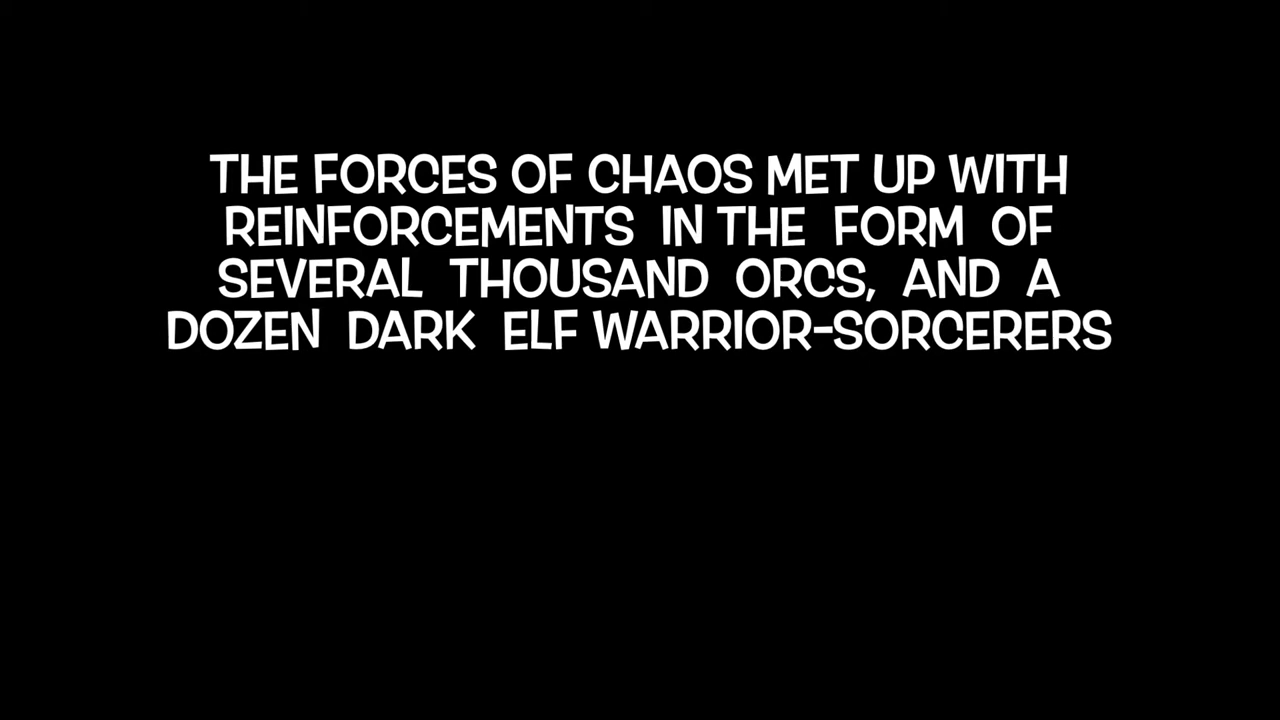 THE FORCES OF CHAOS MET UP WITH
REINFORCEMENTS IN THE FORM OF
SEVERAL THOUSAND ORCS, AND A
DOZEN DARK ELF WARRIOR-SORCERERS